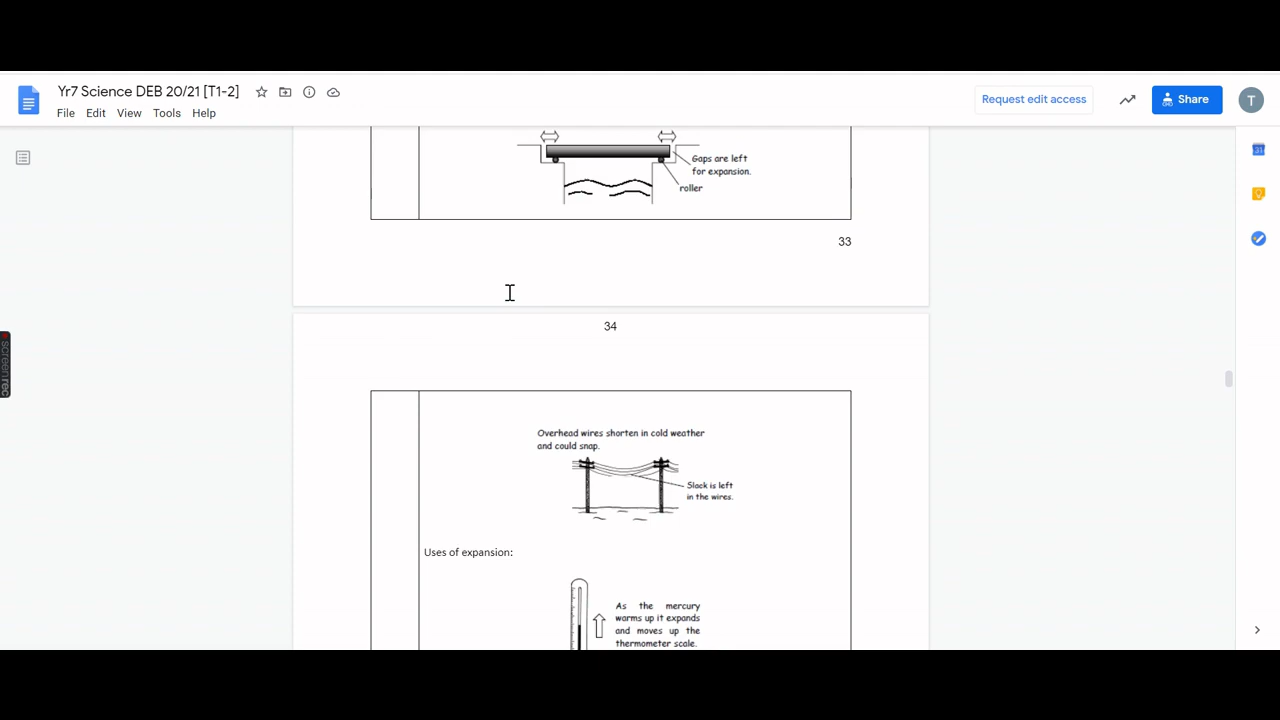 Yr7 Science DEB 20/21 [T1-2]
File Edit View Tools Help
Request edit access
Share
T
31
Gaps are left
for expansion.
roller
33
34
Overhead wires shorten in cold weather
and could snap.
Slack is left
in the wires.
Uses of expansion:
As the mercury
warms up it expands
and moves up the
thermometer scale.
screenrec